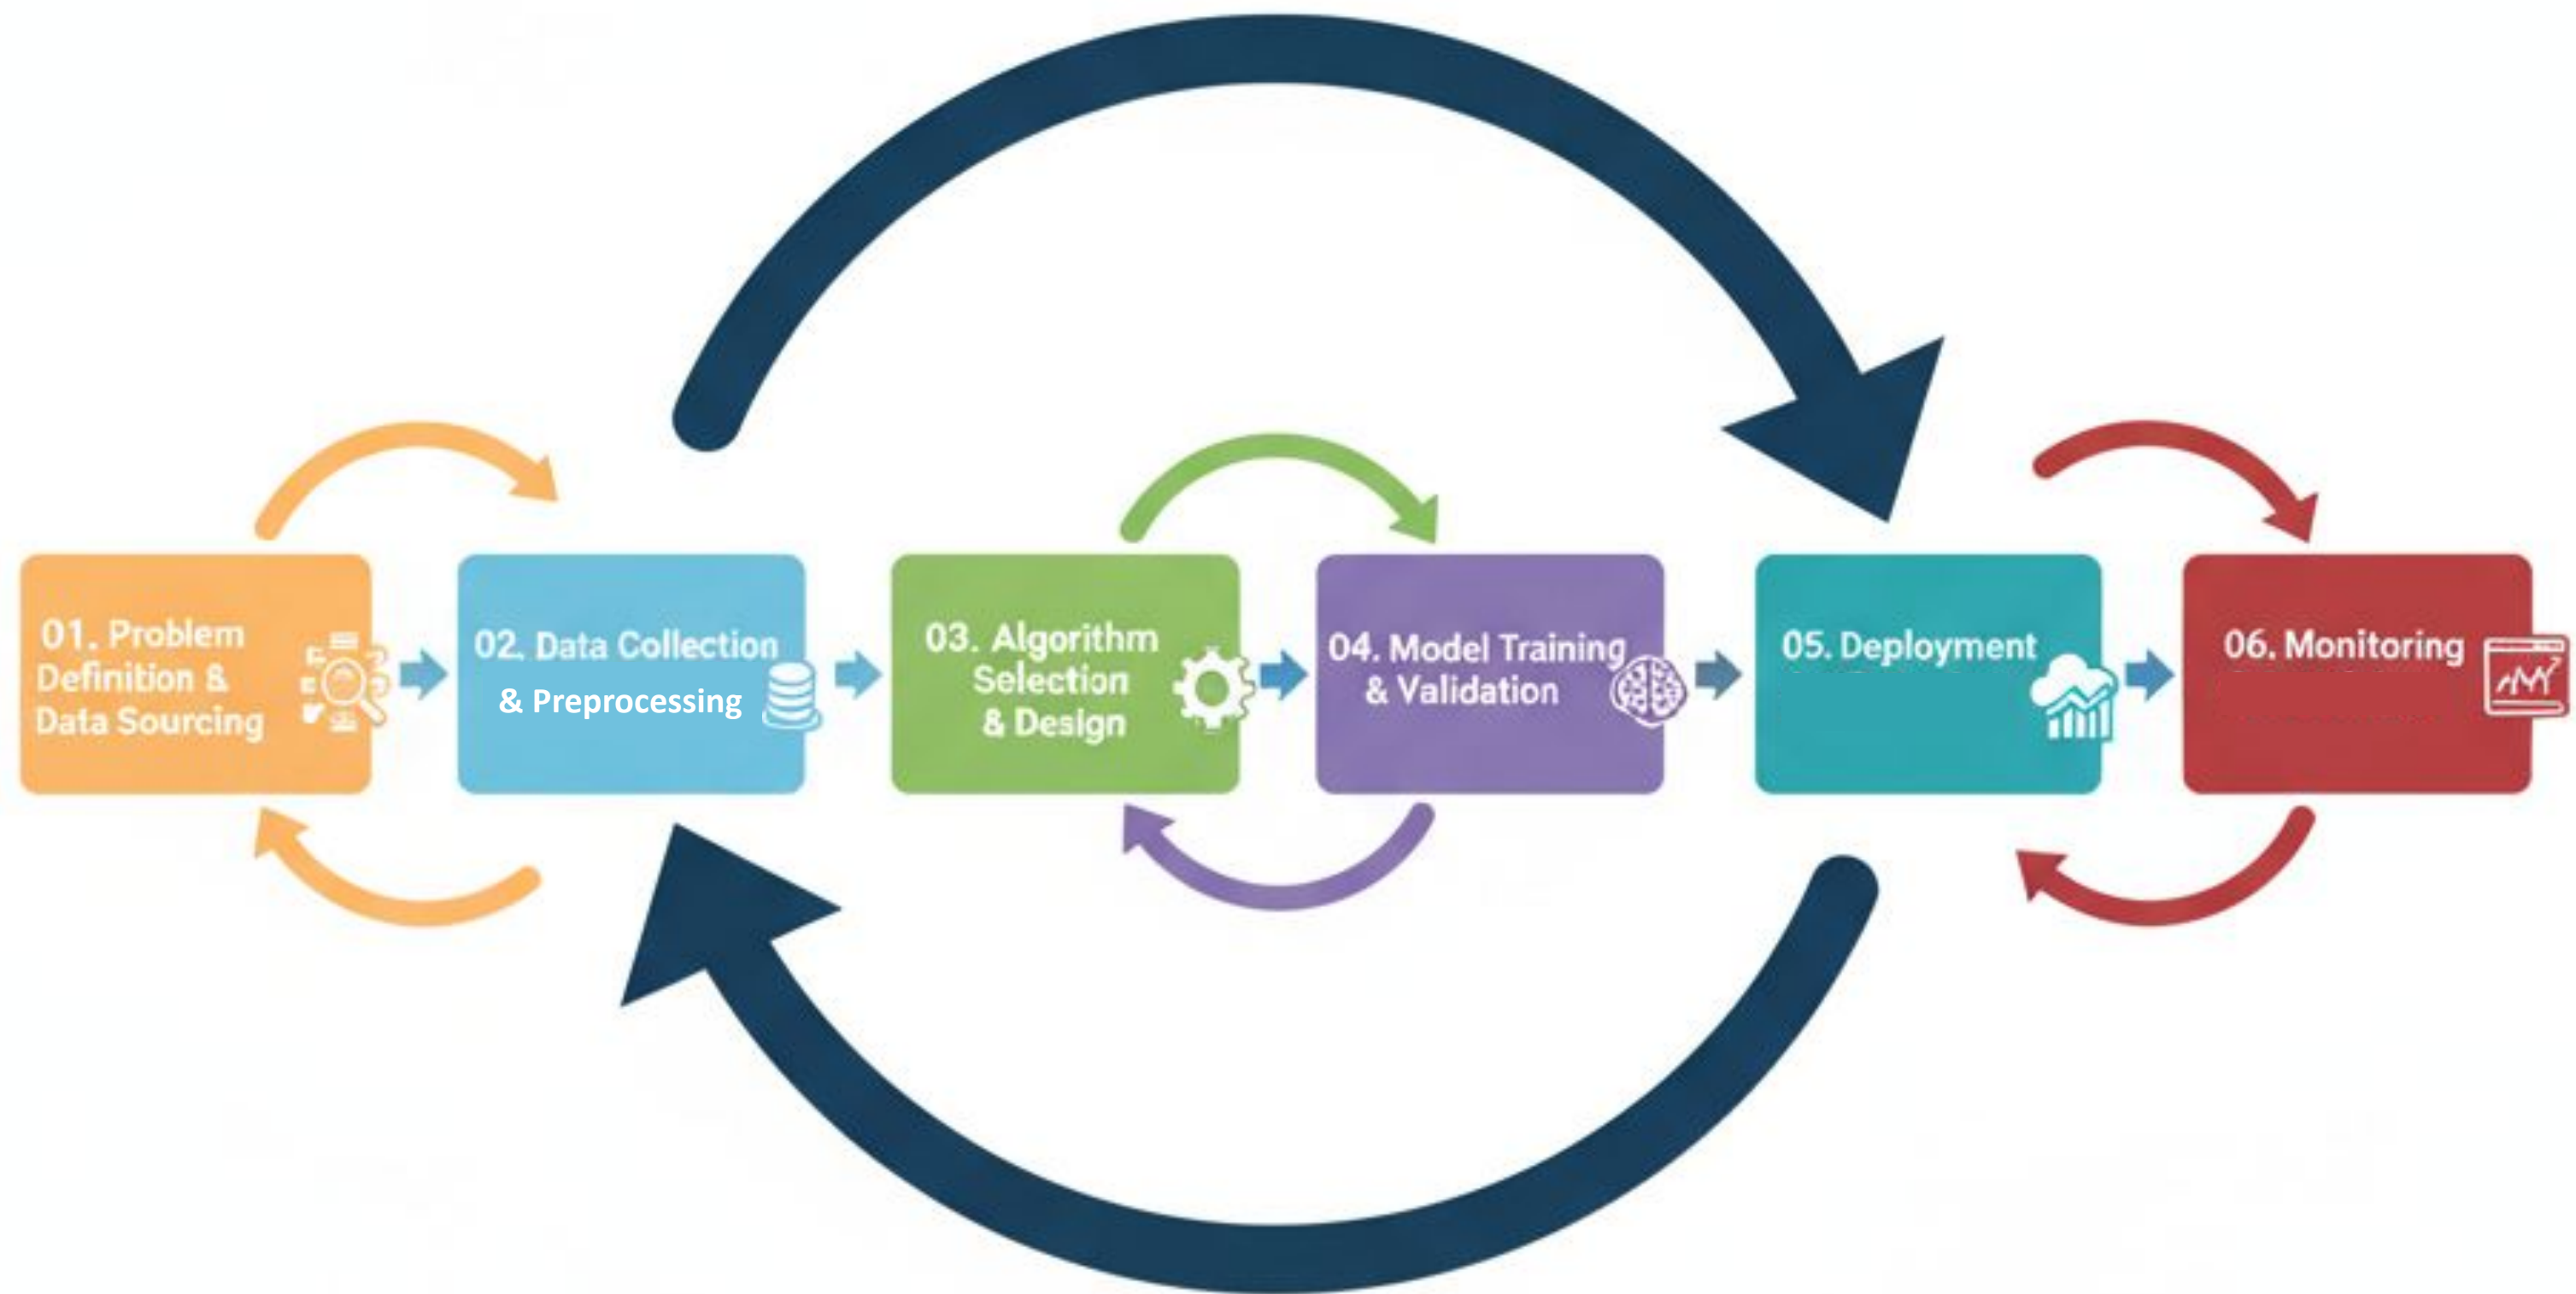 01. Problem
Definition &
Data Sourcing
02. Data Collection
& Preprocessing
03. Algorithm
Selection
& Design
04. Model Training
& Validation
05. Deployment
06. Monitoring